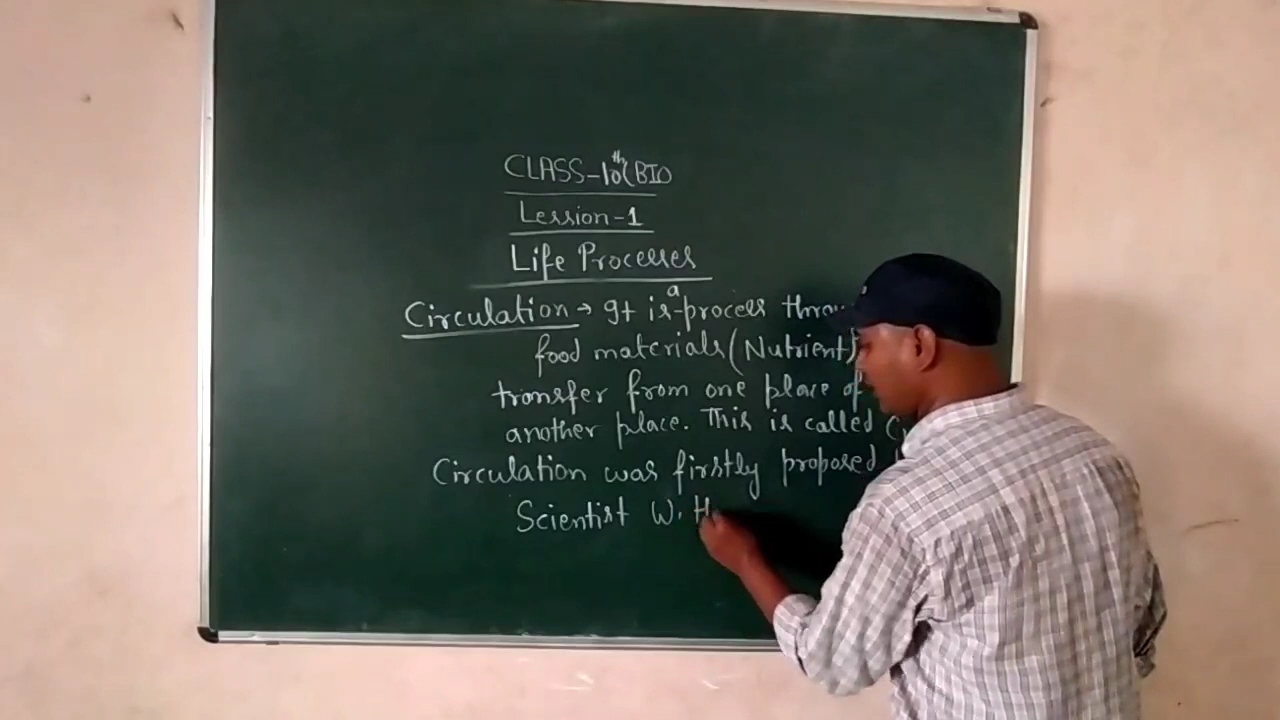 CLASS-10th(BIO
Lession-1
Life Processes
Circulation → It is a process
food materials (Nutrient)
transfer from one place of
another place. This is called
Circulation was firstly proposed
Scientist W. H